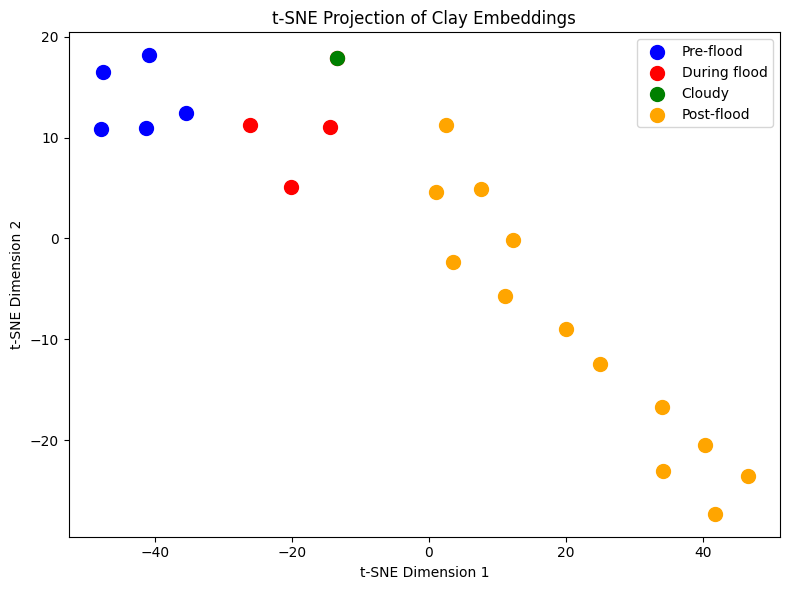 t-SNE Projection of Clay Embeddings
Pre-flood
During flood
Cloudy
Post-flood
20
10
0
−10
−20
t-SNE Dimension 2
−40
−20
0
20
40
t-SNE Dimension 1